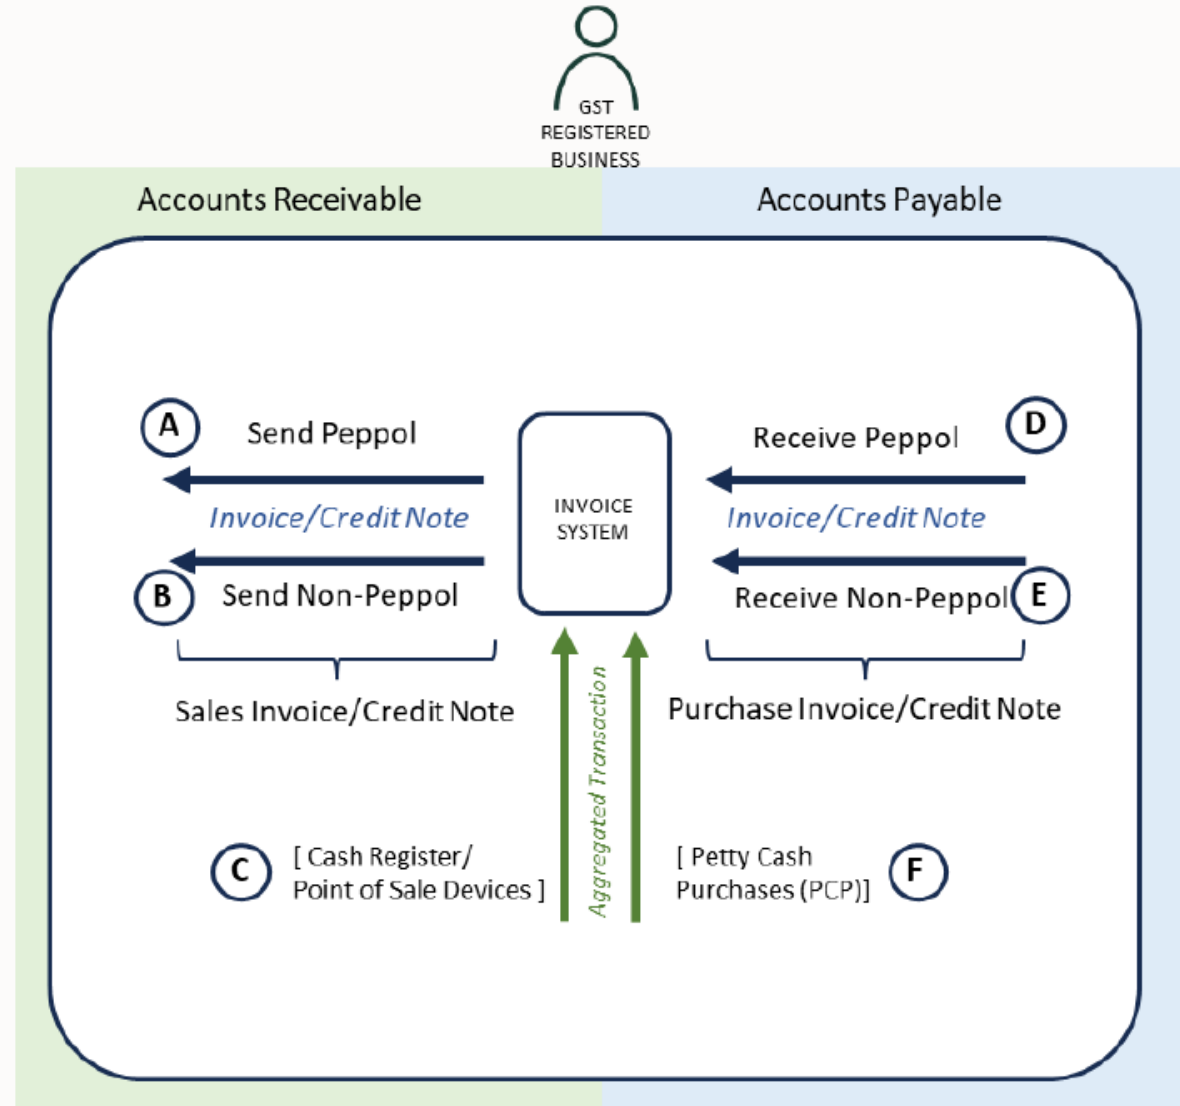 GST
REGISTERED
BUSINESS
Accounts Receivable
Accounts Payable
A
Send Peppol
Invoice/Credit Note
B
Send Non-Peppol
Sales Invoice/Credit Note
INVOICE
SYSTEM
Receive Peppol
D
Invoice/Credit Note
Receive Non-Peppol
E
Purchase Invoice/Credit Note
Aggregated Transaction
C
[ Cash Register/
Point of Sale Devices ]
[ Petty Cash
Purchases (PCP)]
F